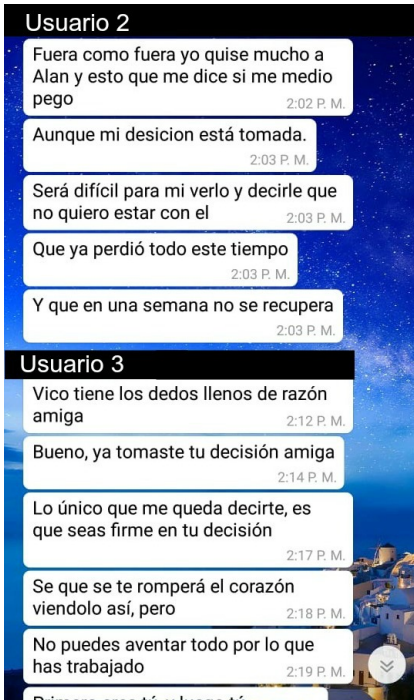 Usuario 2
Fuera como fuera yo quise mucho a
Alan y esto que me dice si me medio
pego
2:02 P. M.
Aunque mi desicion está tomada.
2:03 P. M.
Será difícil para mi verlo y decirle que
no quiero estar con el
2:03 P. M.
Que ya perdió todo este tiempo
2:03 P. M.
Y que en una semana no se recupera
2:03 P. M.
Usuario 3
Vico tiene los dedos llenos de razón
amiga
2:12 P. M.
Bueno, ya tomaste tu decisión amiga
2:14 P. M.
Lo único que me queda decirte, es
que seas firme en tu decisión
2:17 P. M.
Se que se te romperá el corazón
viendolo así, pero
2:18 P. M.
No puedes aventar todo por lo que
has trabajado
2:19 P. M.